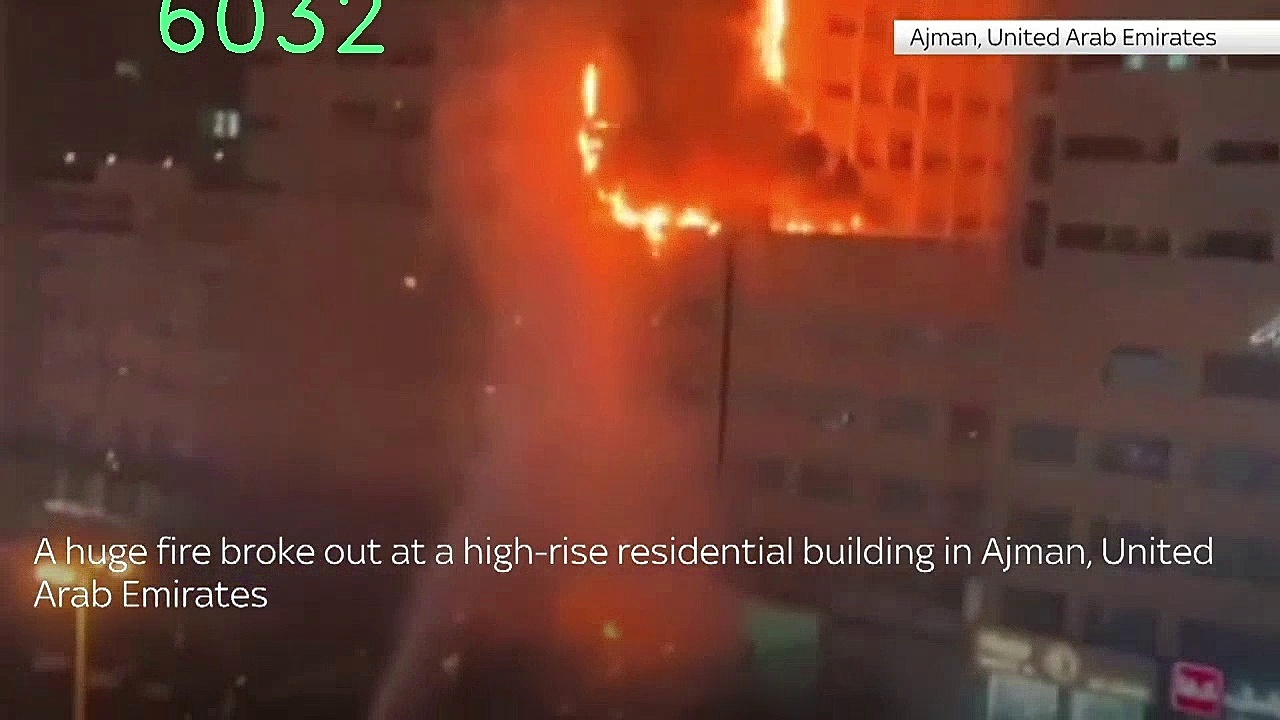 6032
Ajman, United Arab Emirates
A huge fire broke out at a high-rise residential building in Ajman, United
Arab Emirates